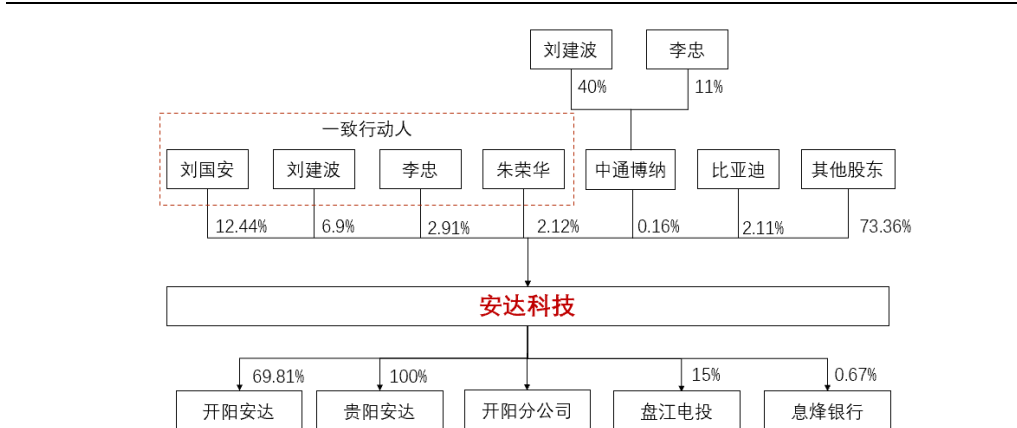 刘建波 李忠
40% 11%
一致行动人
刘国安 刘建波 李忠 朱荣华 中通博纳 比亚迪 其他股东
12.44% 6.9% 2.91% 2.12% 0.16% 2.11% 73.36%
安达科技
69.81% 100% 15% 0.67%
开阳安达 贵阳安达 开阳分公司 盘江电投 息烽银行